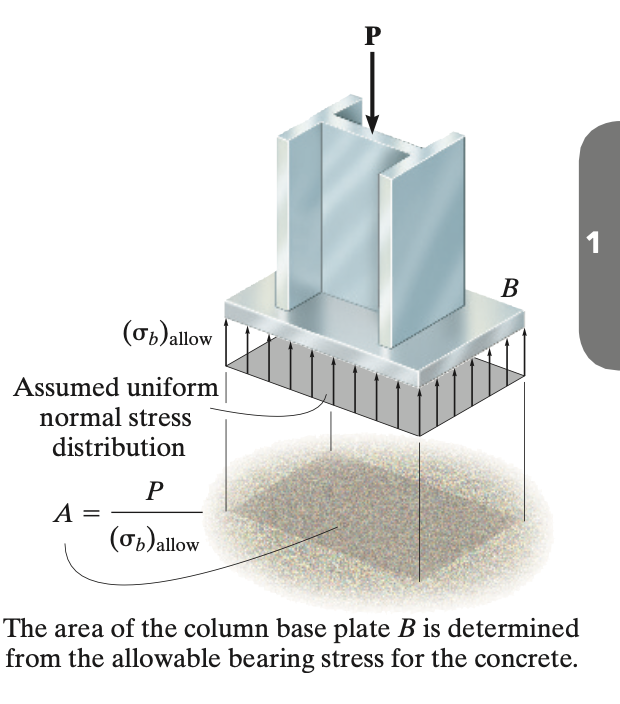 P
1
B
(σb)allow
Assumed uniform
normal stress
distribution
A = P / (σb)allow
The area of the column base plate B is determined
from the allowable bearing stress for the concrete.